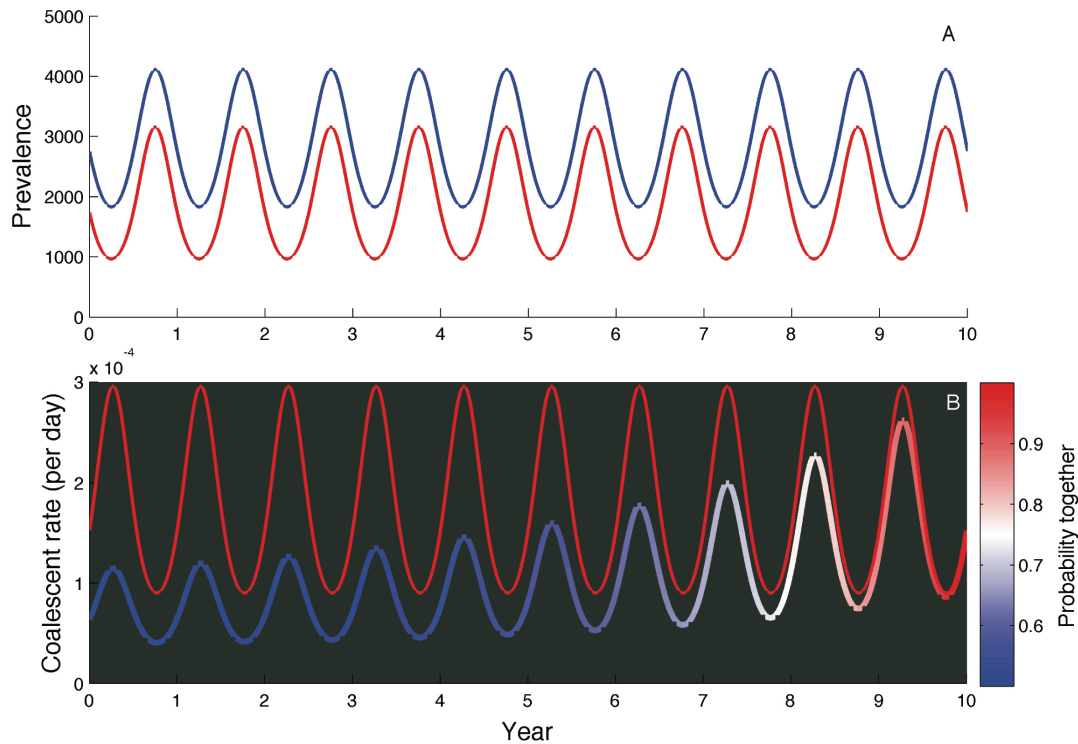 A
5000
4000
3000
2000
1000
0
Prevalence
0 1 2 3 4 5 6 7 8 9 10
x 10-4
B
3
2
1
0
Coalescent rate (per day)
0 1 2 3 4 5 6 7 8 9 10
Year
0.9
0.8
0.7
0.6
Probability together